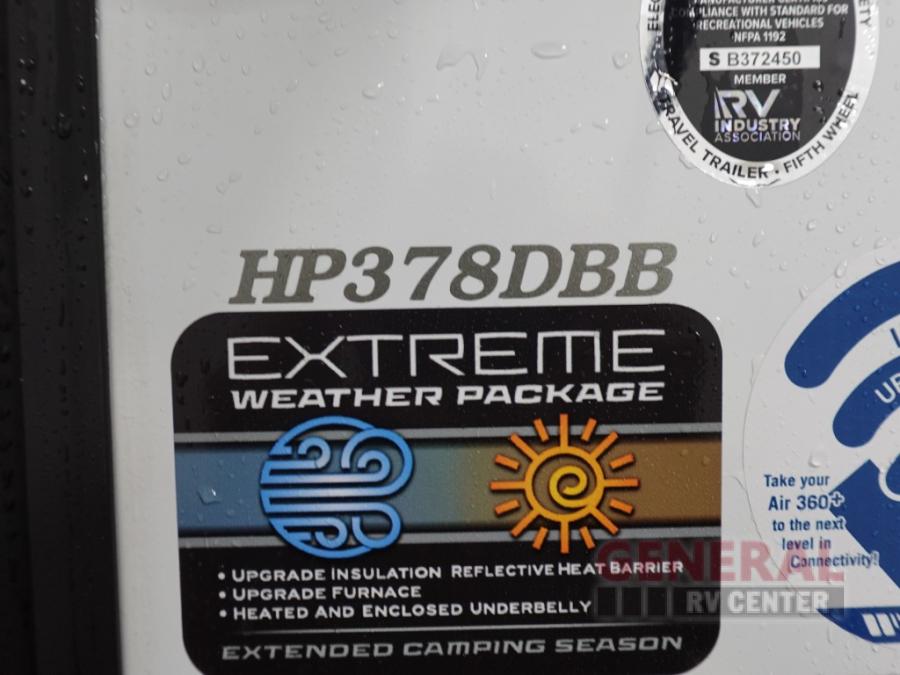 COMPLIANCE WITH STANDARD FOR
RECREATIONAL VEHICLES
NFPA 1192
S B372450
MEMBER
RV
INDUSTRY
ASSOCIATION
TRAVEL TRAILER • FIFTH WHEEL
HP378DBB
EXTREME
WEATHER PACKAGE
• UPGRADE INSULATION REFLECTIVE HEAT BARRIER
• UPGRADE FURNACE
• HEATED AND ENCLOSED UNDERBELLY
EXTENDED CAMPING SEASON
Take your
Air 360+
to the next
level in
Connectivity!
GENERAL
RV CENTER